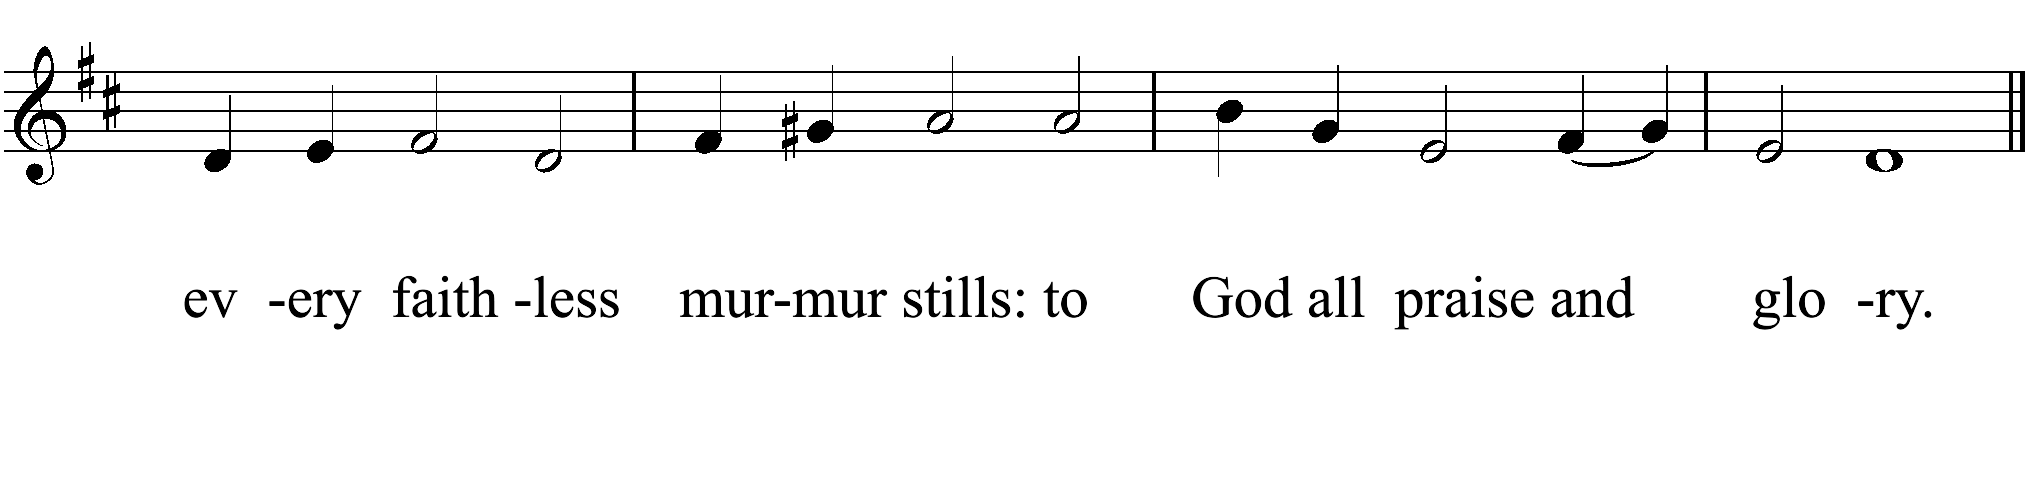 ev -ery faith -less mur-mur stills: to God all praise and glo -ry.